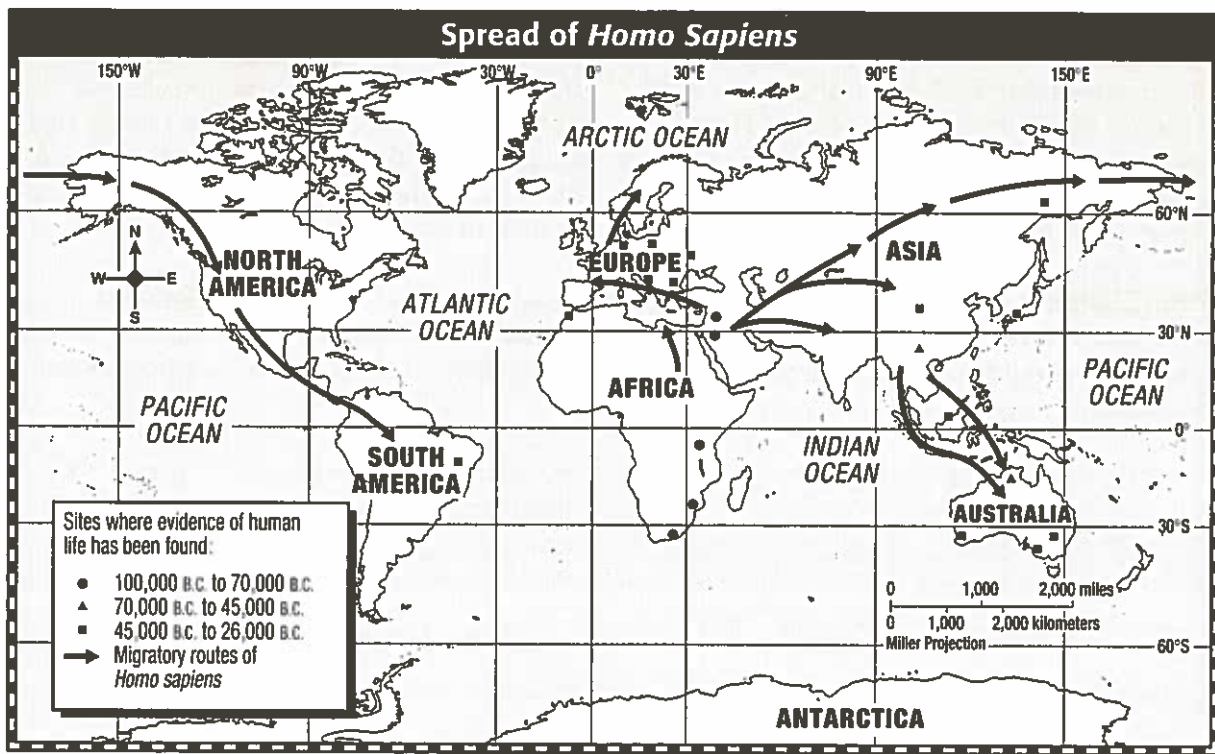 Spread of Homo Sapiens
150°W
90°W
30°W
0°
30°E
90°E
150°E
ARCTIC OCEAN
60°N
N
W
E
S
NORTH
AMERICA
EUROPE
ASIA
ATLANTIC
OCEAN
30°N
AFRICA
PACIFIC
OCEAN
PACIFIC
OCEAN
0°
INDIAN
OCEAN
SOUTH
AMERICA
AUSTRALIA
30°S
Sites where evidence of human
life has been found:
100,000 B.C. to 70,000 B.C.
70,000 B.C. to 45,000 B.C.
45,000 B.C. to 26,000 B.C.
Migratory routes of
Homo sapiens
0 1,000 2,000 miles
0 1,000 2,000 kilometers
Miller Projection
60°S
ANTARCTICA